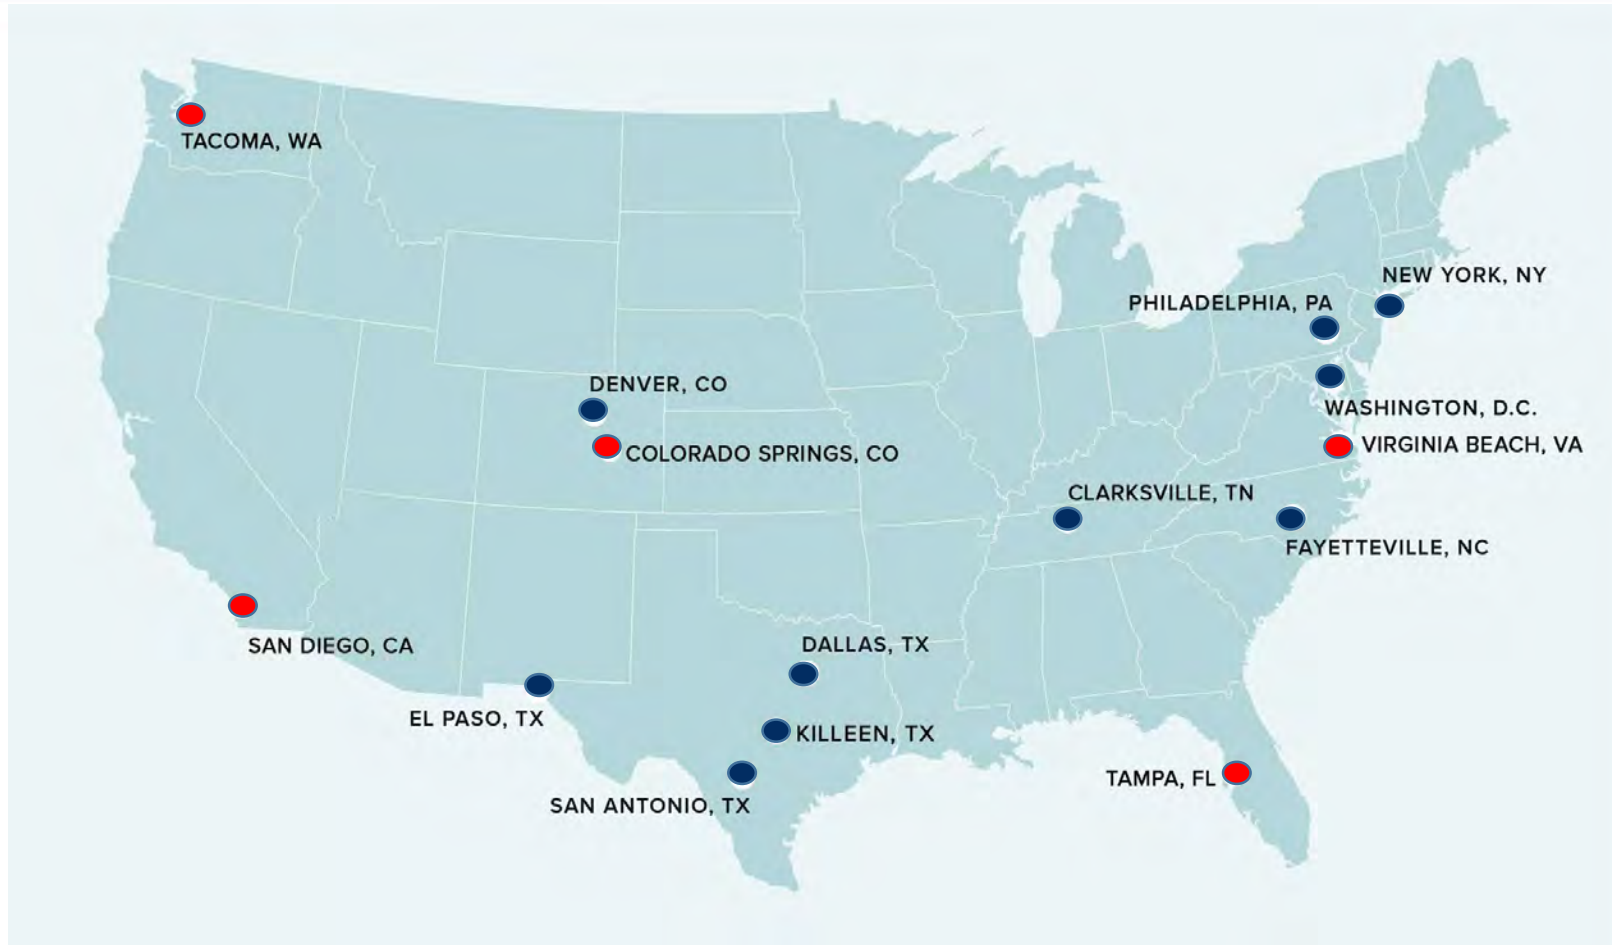 TACOMA, WA
NEW YORK, NY
PHILADELPHIA, PA
DENVER, CO
WASHINGTON, D.C.
VIRGINIA BEACH, VA
COLORADO SPRINGS, CO
CLARKSVILLE, TN
FAYETTEVILLE, NC
SAN DIEGO, CA
DALLAS, TX
EL PASO, TX
KILLEEN, TX
TAMPA, FL
SAN ANTONIO, TX